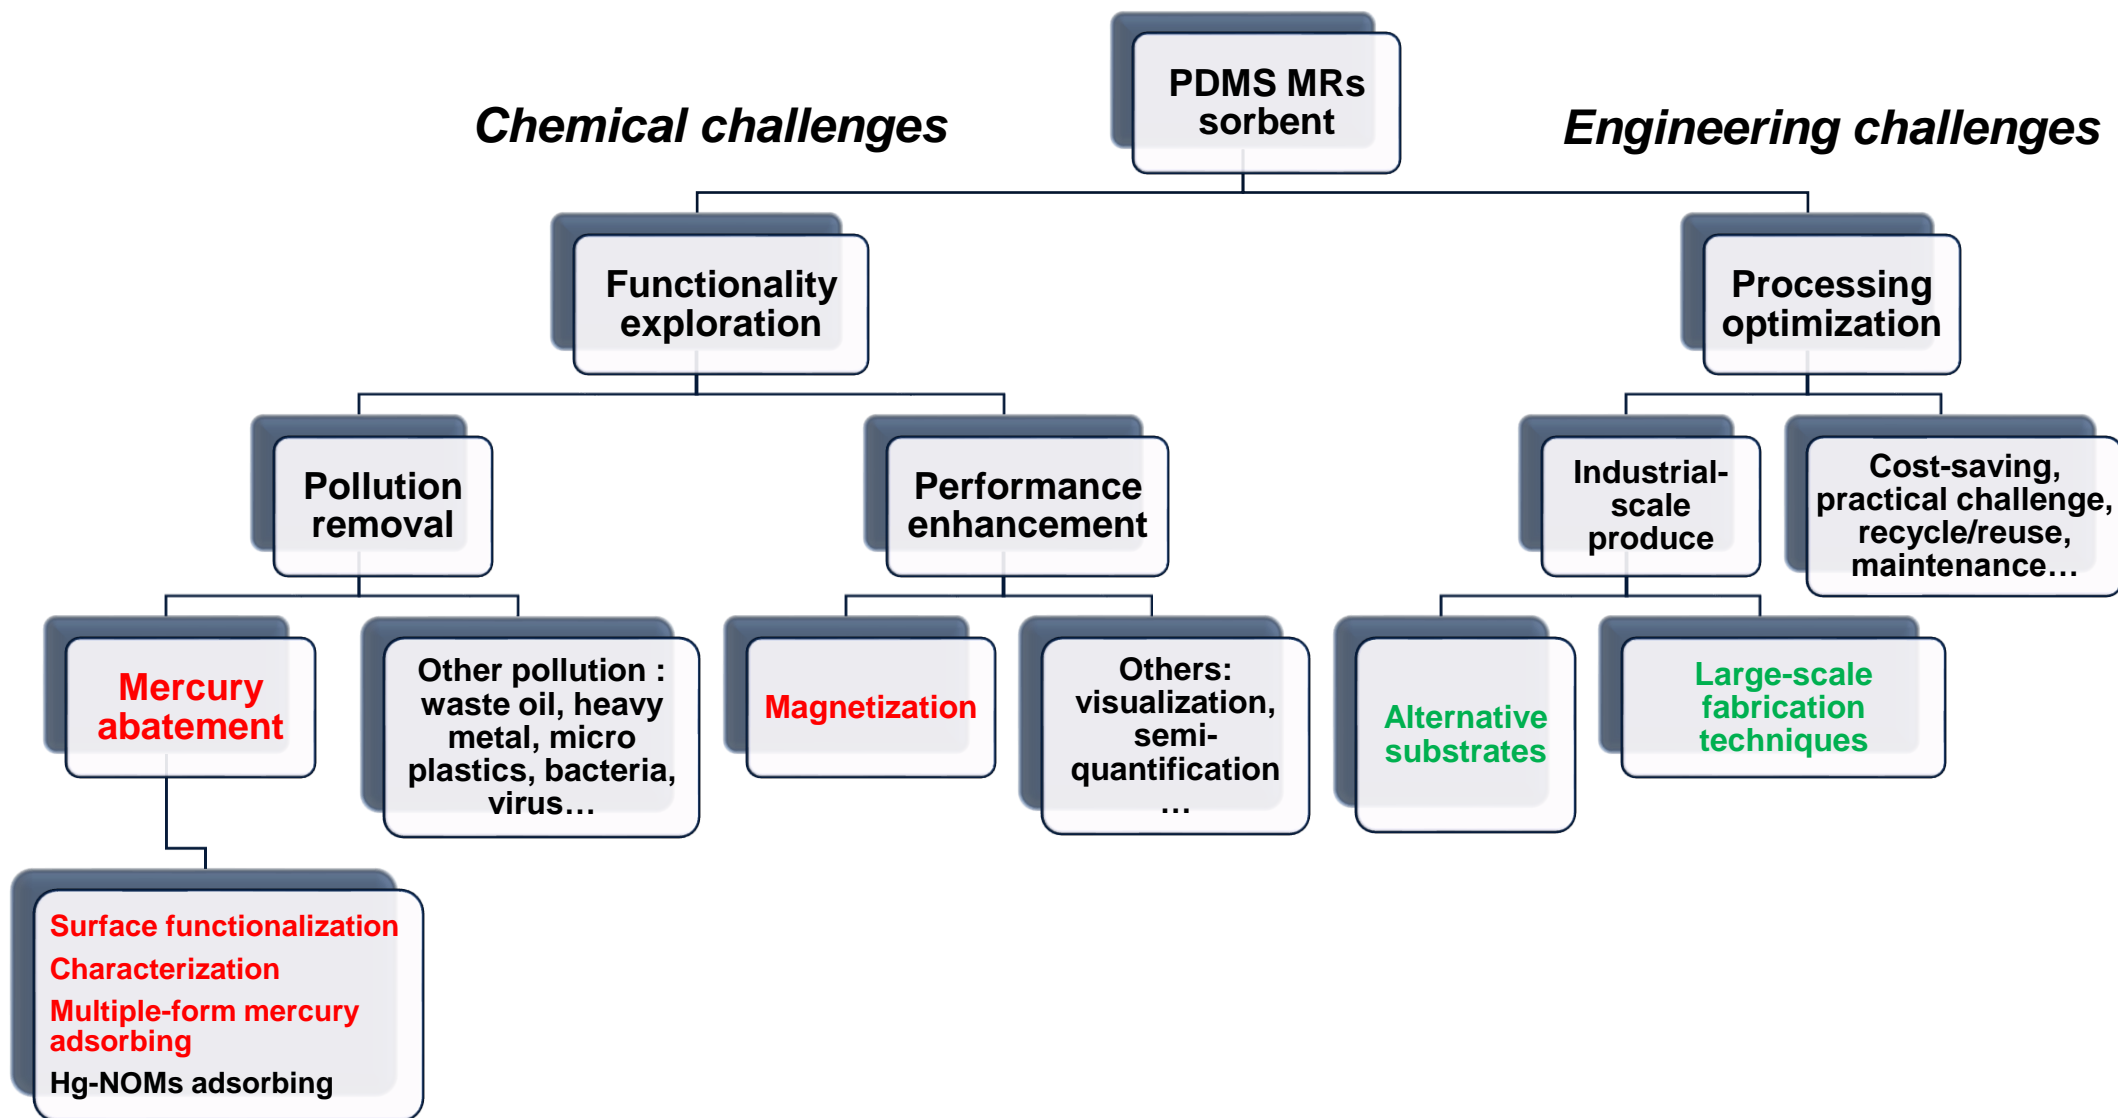 PDMS MRs
sorbent
Chemical challenges
Engineering challenges
Functionality
exploration
Processing
optimization
Pollution
removal
Performance
enhancement
Industrial-
scale
produce
Cost-saving,
practical challenge,
recycle/reuse,
maintenance…
Mercury
abatement
Other pollution :
waste oil, heavy
metal, micro
plastics, bacteria,
virus…
Magnetization
Others:
visualization,
semi-
quantification
…
Alternative
substrates
Large-scale
fabrication
techniques
Surface functionalization
Characterization
Multiple-form mercury
adsorbing
Hg-NOMs adsorbing